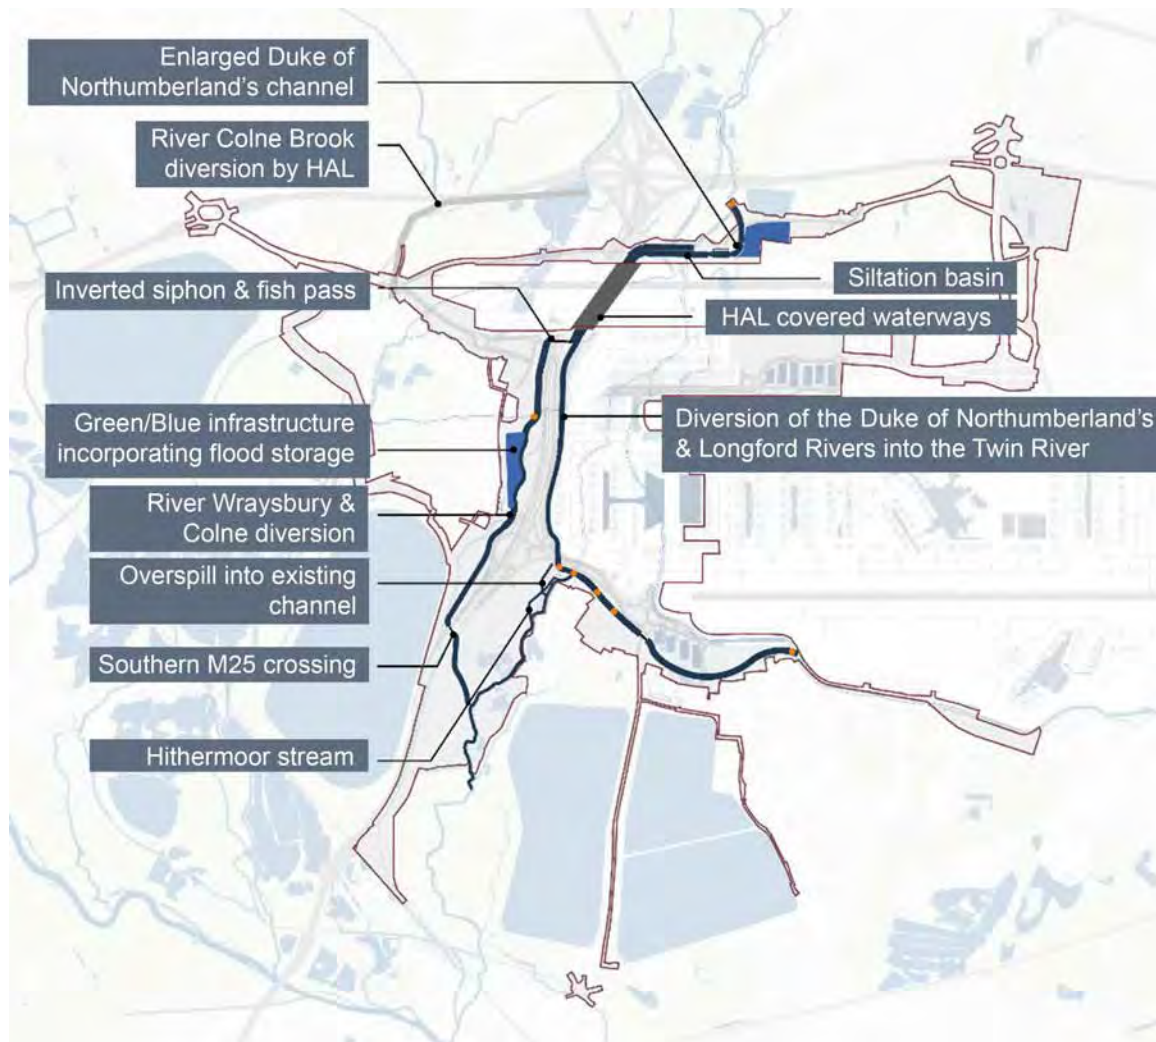 Enlarged Duke of
Northumberland's channel
River Colne Brook
diversion by HAL
Inverted siphon & fish pass
Siltation basin
HAL covered waterways
Green/Blue infrastructure
incorporating flood storage
Diversion of the Duke of Northumberland's
& Longford Rivers into the Twin River
River Wraysbury &
Colne diversion
Overspill into existing
channel
Southern M25 crossing
Hithermoor stream